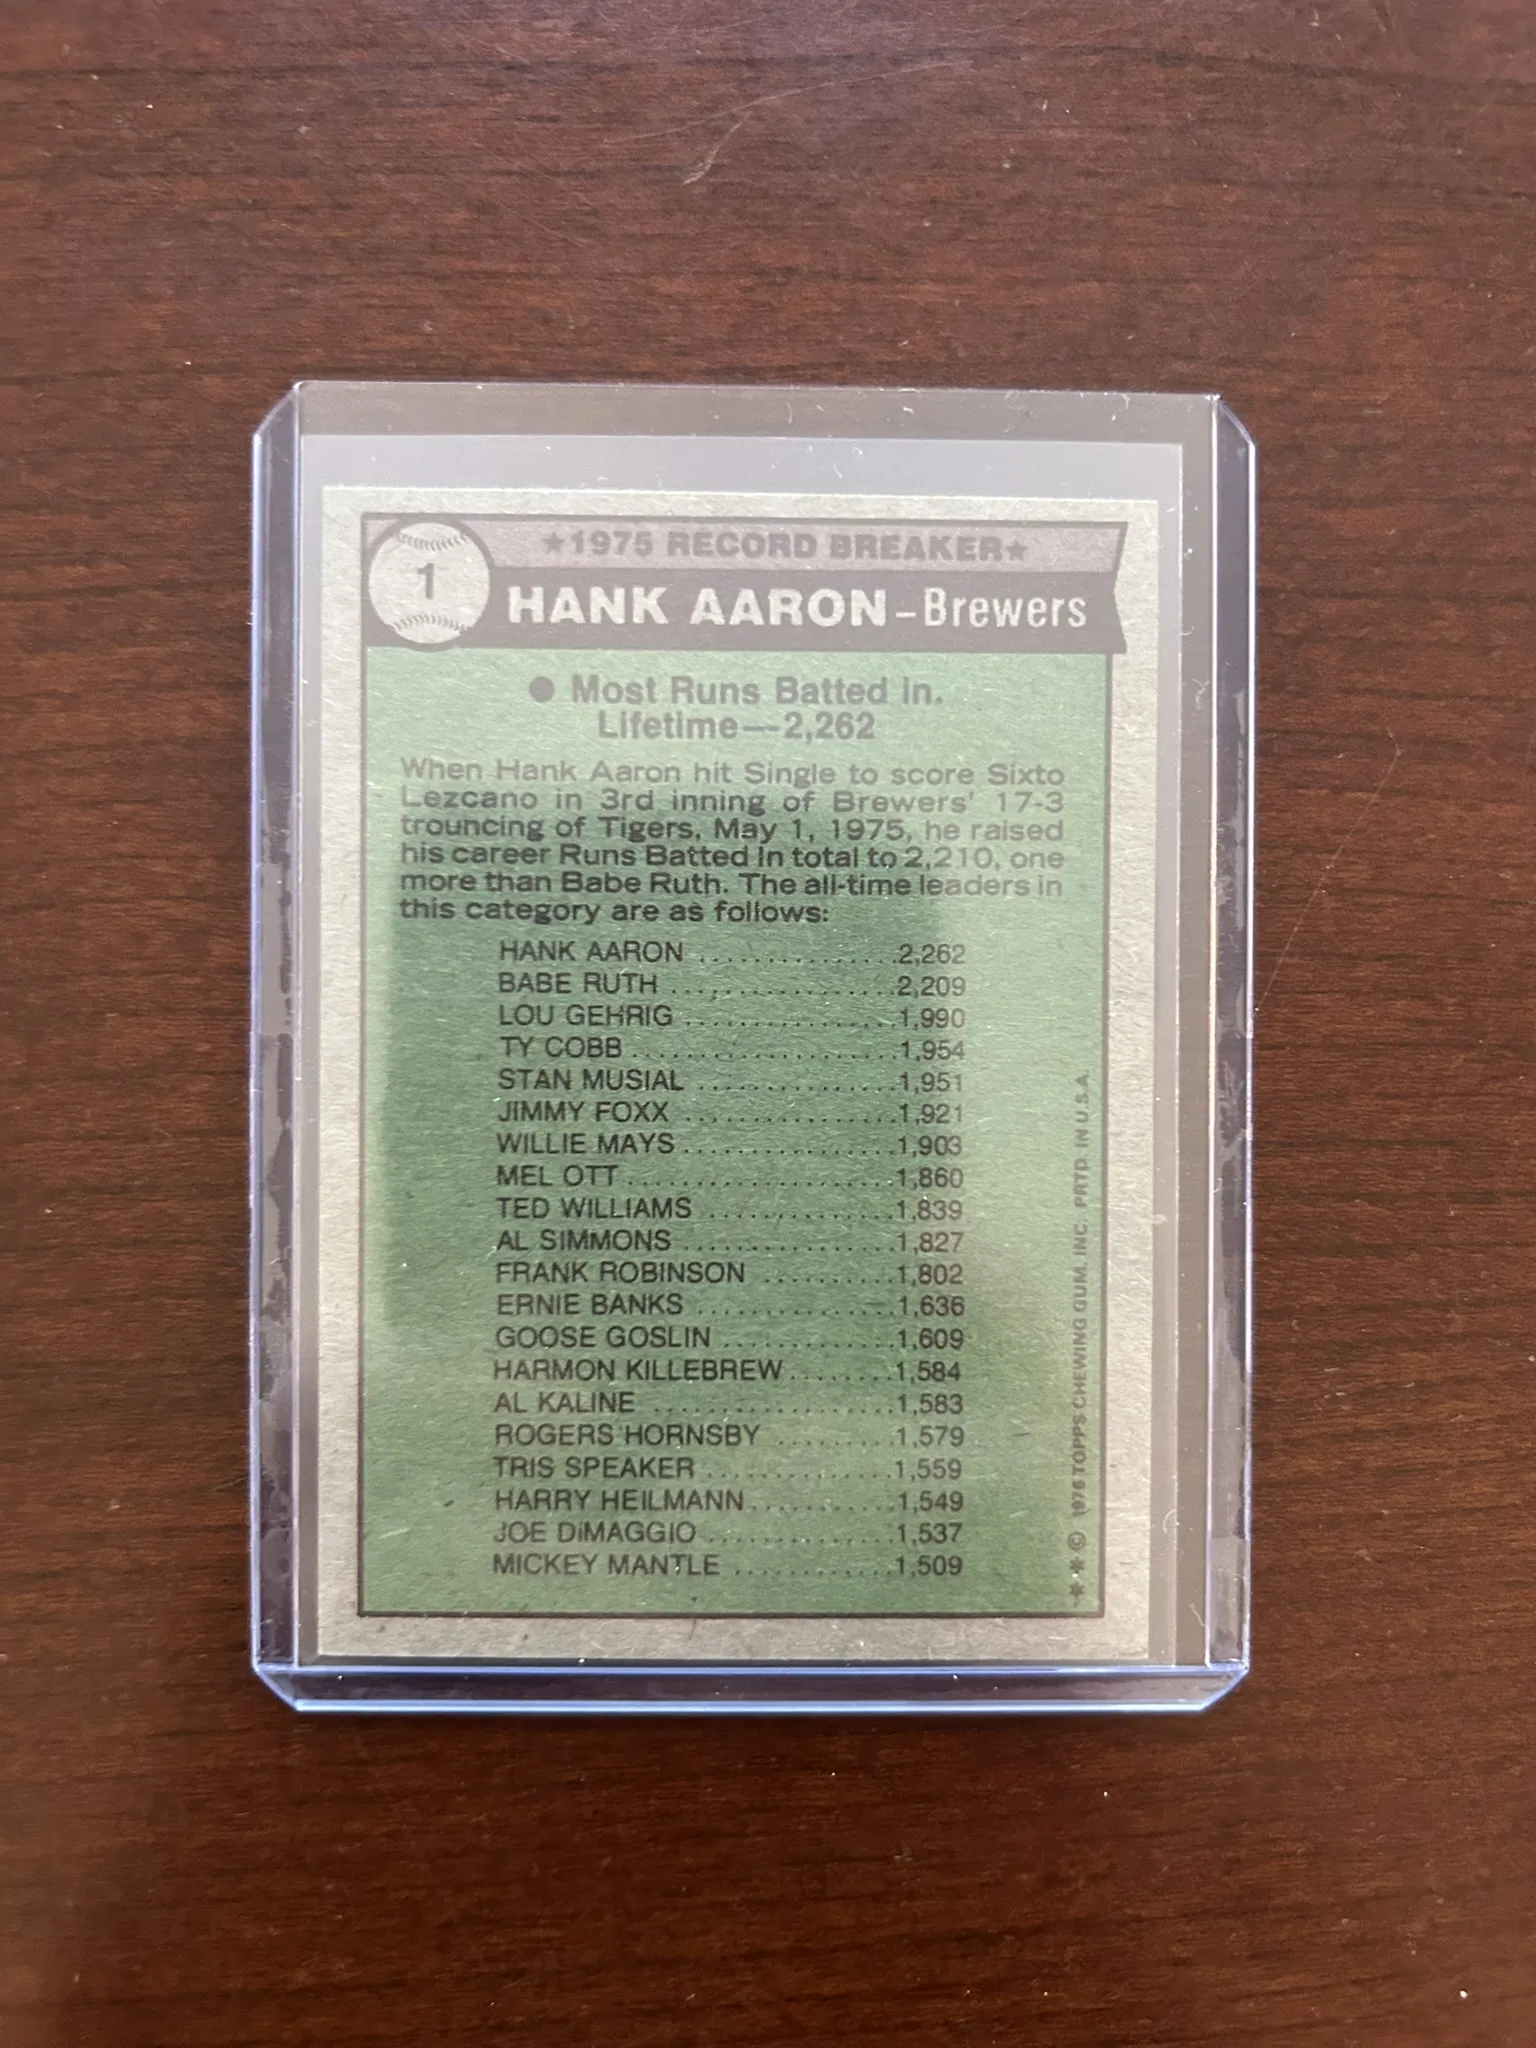 1
★1975 RECORD BREAKER★
HANK AARON–Brewers
● Most Runs Batted in.
Lifetime—2,262
When Hank Aaron hit Single to score Sixto
Lezcano in 3rd inning of Brewers' 17-3
trouncing of Tigers, May 1, 1975, he raised
his career Runs Batted In total to 2,210, one
more than Babe Ruth. The all-time leaders in
this category are as follows:
HANK AARON ...............2,262
BABE RUTH .................2,209
LOU GEHRIG ................1,990
TY COBB ....................1,954
STAN MUSIAL ...............1,951
JIMMY FOXX ................1,921
WILLIE MAYS ................1,903
MEL OTT ....................1,860
TED WILLIAMS ..............1,839
AL SIMMONS ................1,827
FRANK ROBINSON ..........1,802
ERNIE BANKS ...............1,636
GOOSE GOSLIN .............1,609
HARMON KILLEBREW ........1,584
AL KALINE ..................1,583
ROGERS HORNSBY .........1,579
TRIS SPEAKER ..............1,559
HARRY HEILMANN ...........1,549
JOE DiMAGGIO ..............1,537
MICKEY MANTLE ............1,509
✶✶© 1976 TOPPS CHEWING GUM, INC. PRTD. IN U.S.A.